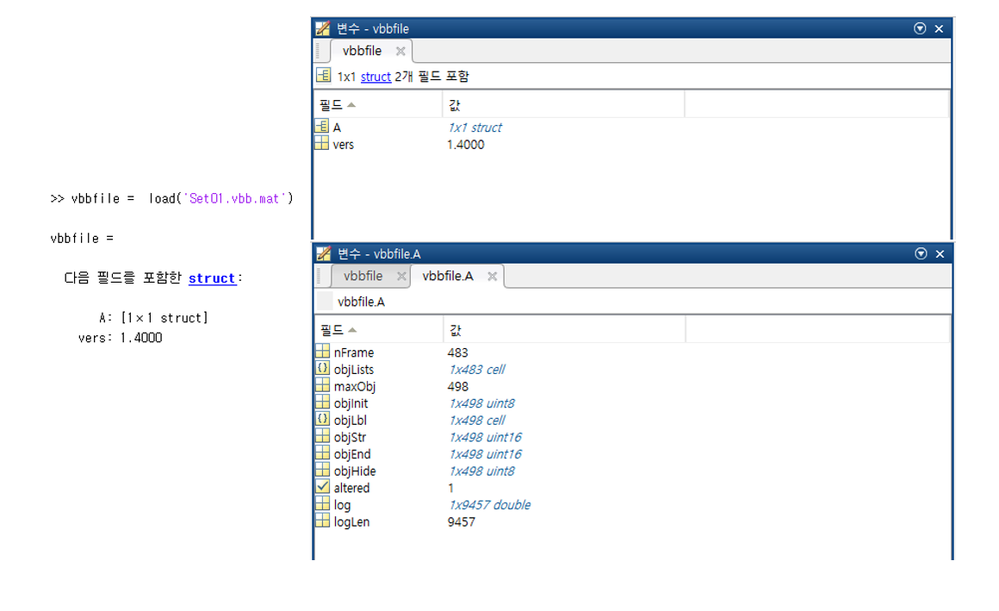 >> vbbfile =  load('Set01.vbb.mat')
vbbfile =
다음 필드를 포함한 struct:
A: [1×1 struct]
vers: 1.4000
변수 - vbbfile
vbbfile
1x1 struct 2개 필드 포함
필드 값
A 1x1 struct
vers 1.4000
변수 - vbbfile.A
vbbfile vbbfile.A
vbbfile.A
필드 값
nFrame 483
objLists 1x483 cell
maxObj 498
objInit 1x498 uint8
objLbl 1x498 cell
objStr 1x498 uint16
objEnd 1x498 uint16
objHide 1x498 uint8
altered 1
log 1x9457 double
logLen 9457